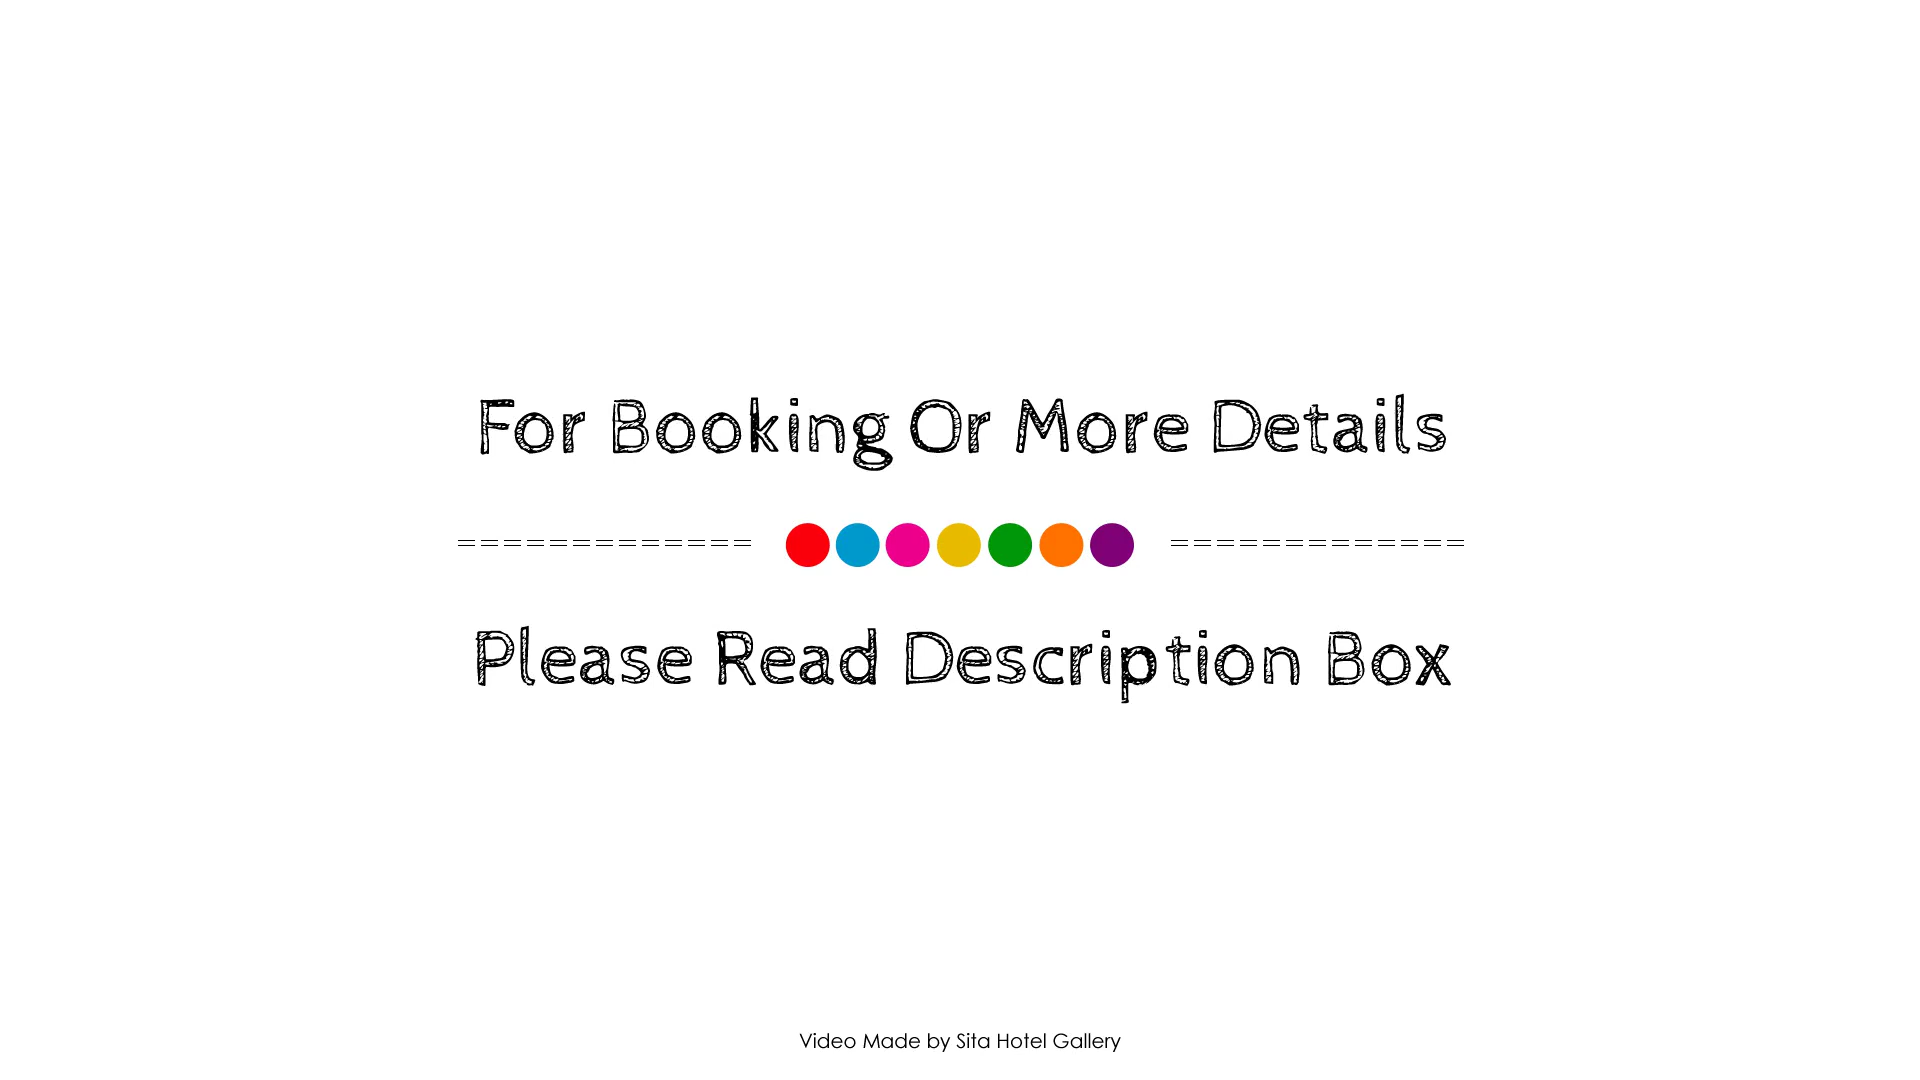 For Booking Or More Details
============= =============
Please Read Description Box
Video Made by Sita Hotel Gallery